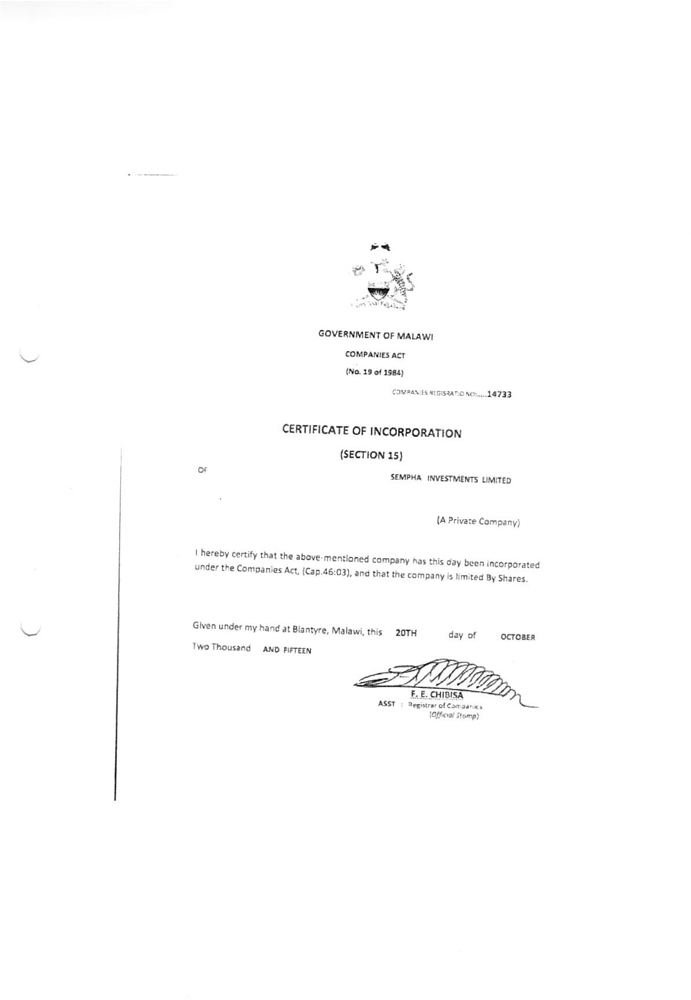 GOVERNMENT OF MALAWI
COMPANIES ACT
(No. 19 of 1984)
COMPANIES REGISRATIO NO:.....14733
CERTIFICATE OF INCORPORATION
(SECTION 15)
OF
SEMPHA INVESTMENTS LIMITED
(A Private Company)
I hereby certify that the above-mentioned company has this day been incorporated
under the Companies Act, (Cap.46:03), and that the company is limited By Shares.
Given under my hand at Blantyre, Malawi, this 20TH day of OCTOBER
Two Thousand AND FIFTEEN
F. E. CHIBISA
ASST : Registrar of Companies
(Official Stamp)